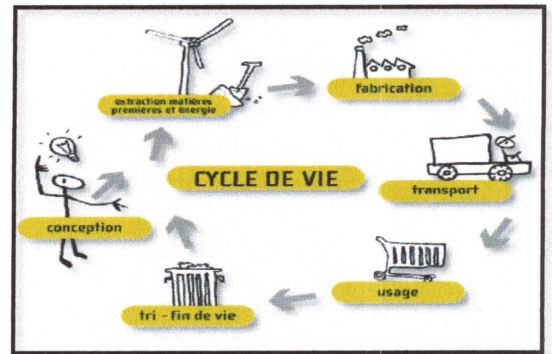 extraction matières
premières et énergie
fabrication
CYCLE DE VIE
transport
conception
usage
tri - fin de vie